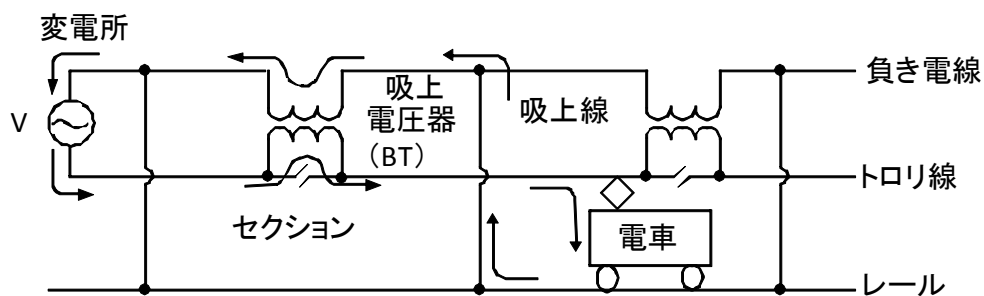 変電所
V
吸上
電圧器
(BT)
吸上線
負き電線
トロリ線
セクション
電車
レール